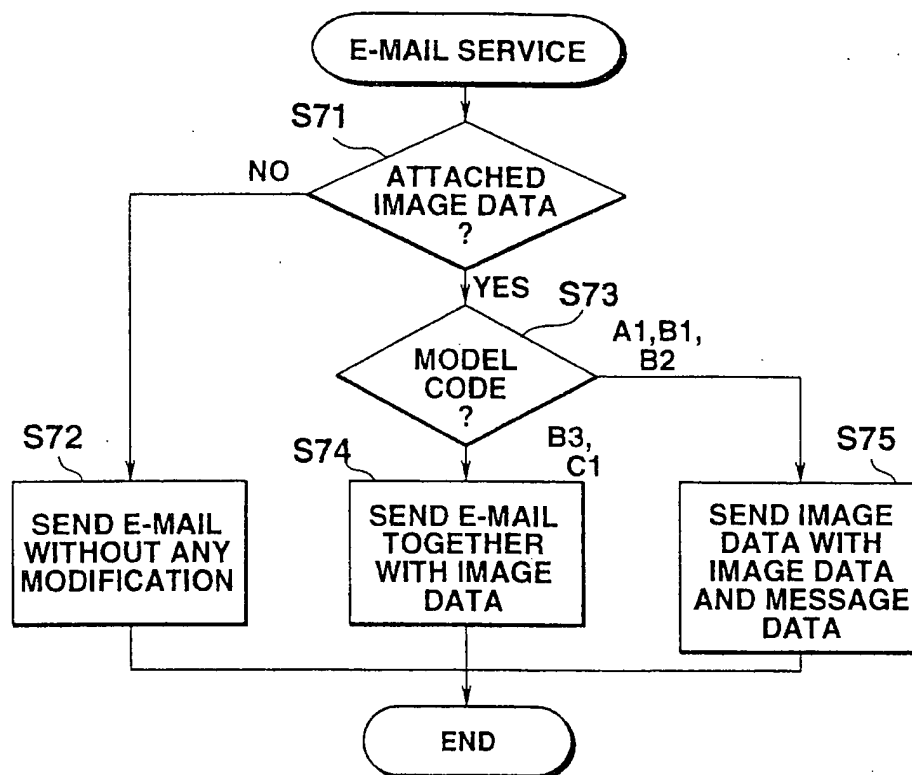 E-MAIL SERVICE
S71
NO
ATTACHED
IMAGE DATA
?
YES
S73
A1,B1,
B2
MODEL
CODE
?
B3,
C1
S72
SEND E-MAIL
WITHOUT ANY
MODIFICATION
S74
SEND E-MAIL
TOGETHER
WITH IMAGE
DATA
S75
SEND IMAGE
DATA WITH
IMAGE DATA
AND MESSAGE
DATA
END